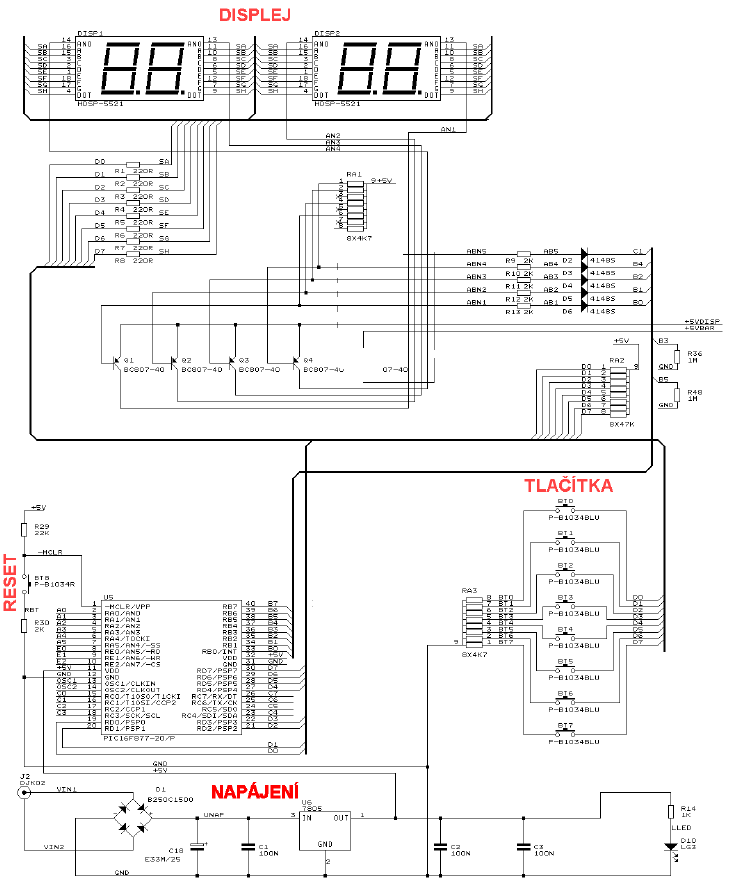 DISPLEJ
DISP1
DISP2
14 AN0 13
SA 16 A 11 SA
SB 15 B 10 SB
SC 3 C 8 SC
SD 2 D 6 SD
SE 1 E 5 SE
SF 18 F 12 SF
SG 17 G 7 SG
SH 4 DOT 9 SH
HDSP-5521
14 AN0 13
SA 16 A 11 SA
SB 15 B 10 SB
SC 3 C 8 SC
SD 2 D 6 SD
SE 1 E 5 SE
SF 18 F 12 SF
SG 17 G 7 SG
SH 4 DOT 9 SH
HDSP-5521
AN1
AN2
AN3
AN4
D0 SA
R1 220R
D1 SB
R2 220R
D2 SC
R3 220R
D3 SD
R4 220R
D4 SE
R5 220R
D5 SF
R6 220R
D6 SG
R7 220R
D7 SH
R8 220R
RA1
9 +5V
8X4K7
ABN5 R9 2K AB5 D2 4148S C1
ABN4 R10 2K AB4 D3 4148S B4
ABN3 R11 2K AB3 D4 4148S B2
ABN2 R12 2K AB2 D5 4148S B1
ABN1 R13 2K AB1 D6 4148S B0
+5VDISP
+5VBAR
Q1
BC807-40
Q2
BC807-40
Q3
BC807-40
Q4
BC807-40
07-40
+5V
RA2
D0 1 9
D1 2
D2 3
D3 4
D4 5
D5 6
D6 7
D7 8
8X47K
B3
R36
1M
GND
B5
R48
1M
GND
TLAČÍTKA
BT0
P-B1034BLU
BT1
P-B1034BLU
BT2
P-B1034BLU
BT3
P-B1034BLU
BT4
P-B1034BLU
BT5
P-B1034BLU
BT6
P-B1034BLU
BT7
P-B1034BLU
RA3
8 BT0 D0
7 BT1 D1
6 BT2 D2
5 BT3 D3
4 BT4 D4
3 BT5 D5
2 BT6 D6
9 1 BT7 D7
8X4K7
RESET
+5V
R29
22K
-MCLR
BT8
P-B1034R
RBT
R30
2K
U5
1 -MCLR/VPP RB7 40 B7
A0 2 RA0/AN0 RB6 39 B6
A1 3 RA1/AN1 RB5 38 B5
A2 4 RA2/AN2 RB4 37 B4
A3 5 RA3/AN3 RB3 36 B3
A4 6 RA4/TOCKI RB2 35 B2
A5 7 RA5/AN4/-SS RB1 34 B1
E0 8 RE0/AN5/-RD RB0/INT 33 B0
E1 9 RE1/AN6/-WR VDD 32 +5V
E2 10 RE2/AN7/-CS GND 31 GND
+5V 11 VDD RD7/PSP7 30 D7
GND 12 GND RD6/PSP6 29 D6
OSC1 13 OSC1/CLKIN RD5/PSP5 28 D5
OSC2 14 OSC2/CLKOUT RD4/PSP4 27 D4
C0 15 RC0/T1OSO/T1CKI RC7/RX/DT 26 C7
C1 16 RC1/T1OSI/CCP2 RC6/TX/CK 25 C6
C2 17 RC2/CCP1 RC5/SDO 24 C5
C3 18 RC3/SCK/SCL RC4/SDI/SDA 23 C4
19 RD0/PSP0 RD3/PSP3 22 D3
20 RD1/PSP1 RD2/PSP2 21 D2
PIC16F877-20/P
D1
D0
GND
+5V
NAPÁJENÍ
J2
DJK02
VIN1
VIN2
D1
B250C1500
UNAP
C18
E33M/25
C1
100N
U6
7805
3 IN OUT 1
GND
2
C2
100N
C3
100N
R14
1K
LLED
D10
LG3
GND